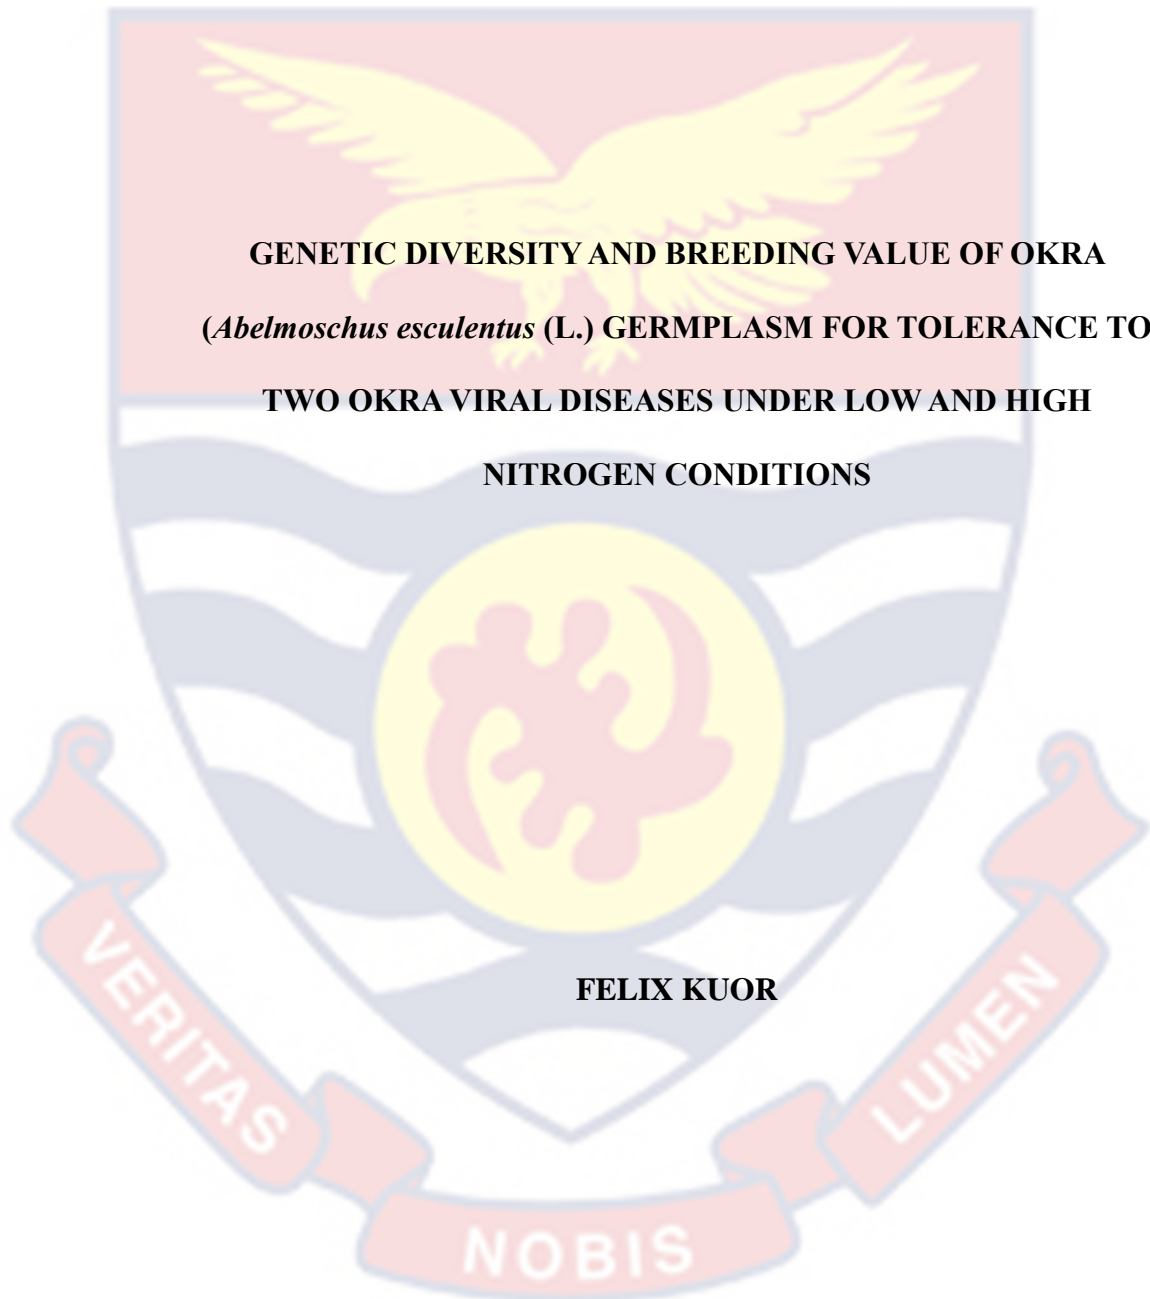 GENETIC DIVERSITY AND BREEDING VALUE OF OKRA
(Abelmoschus esculentus (L.) GERMPLASM FOR TOLERANCE TO
TWO OKRA VIRAL DISEASES UNDER LOW AND HIGH
NITROGEN CONDITIONS
FELIX KUOR
VERITAS
NOBIS
LUMEN